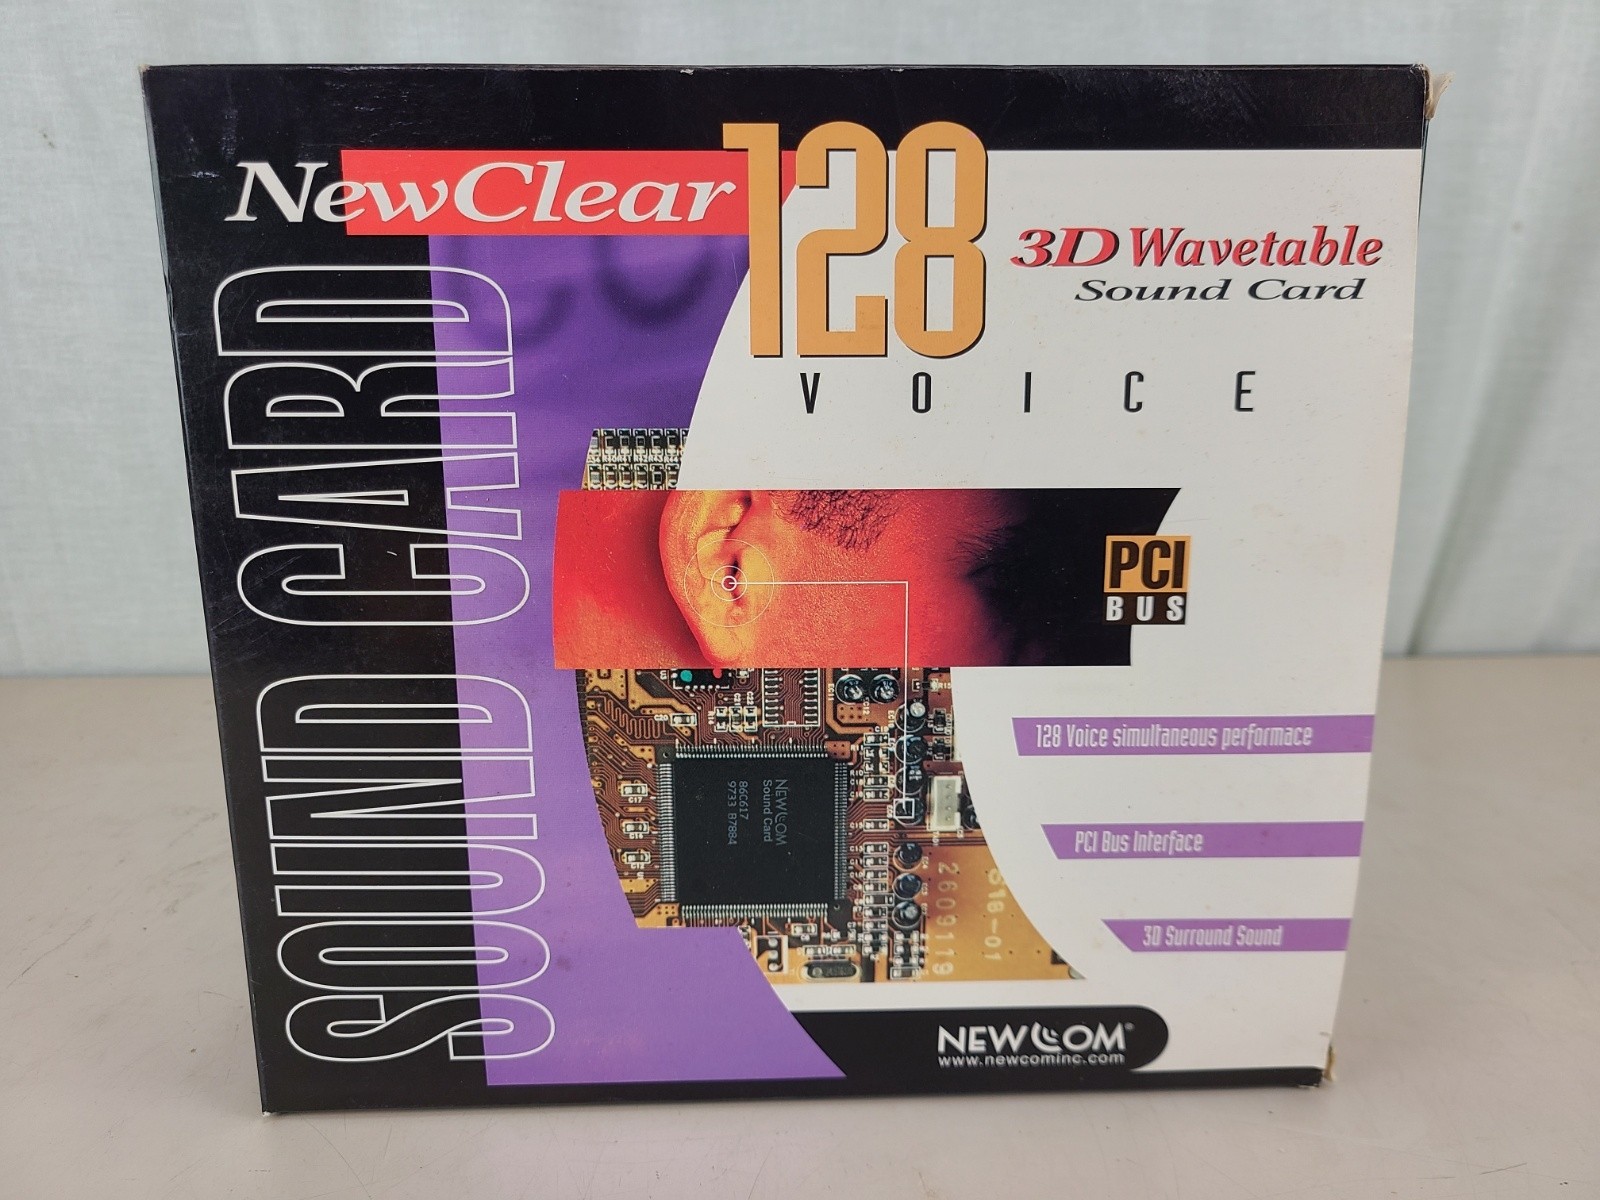 NewClear
128
VOICE
3D Wavetable
Sound Card
SOUND CARD
PCI
BUS
128 Voice simultaneous performace
PCI Bus Interface
3D Surround Sound
NEWCOM
Sound Card
86C617
9733 B7884
26091119
NEWCOM®
www.newcominc.com